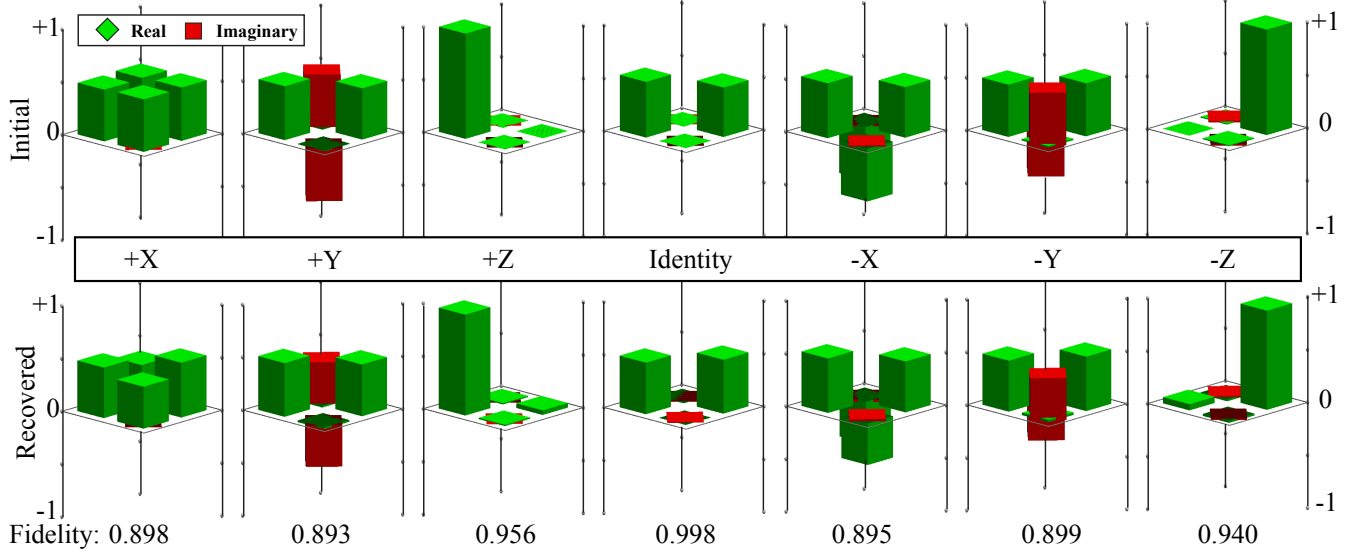 Real Imaginary
+1
0
-1
Initial
+1
0
-1
+X +Y +Z Identity -X -Y -Z
+1
0
-1
Recovered
+1
0
-1
Fidelity: 0.898 0.893 0.956 0.998 0.895 0.899 0.940